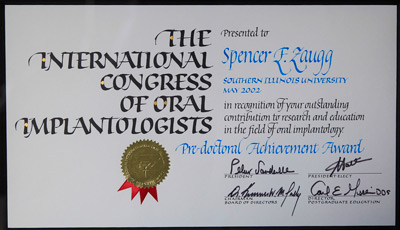 THE
INTERNATIONAL
CONGRESS
OF ORAL
IMPLANTOLOGISTS
Presented to
Spencer F. Zaugg
SOUTHERN ILLINOIS UNIVERSITY
MAY 2002
in recognition of your outstanding
contribution to research and education
in the field of oral implantology.
Pre-doctoral Achievement Award
PRESIDENT
PRESIDENT ELECT
CHAIRMAN
BOARD OF DIRECTORS
DIRECTOR,
POSTGRADUATE EDUCATION